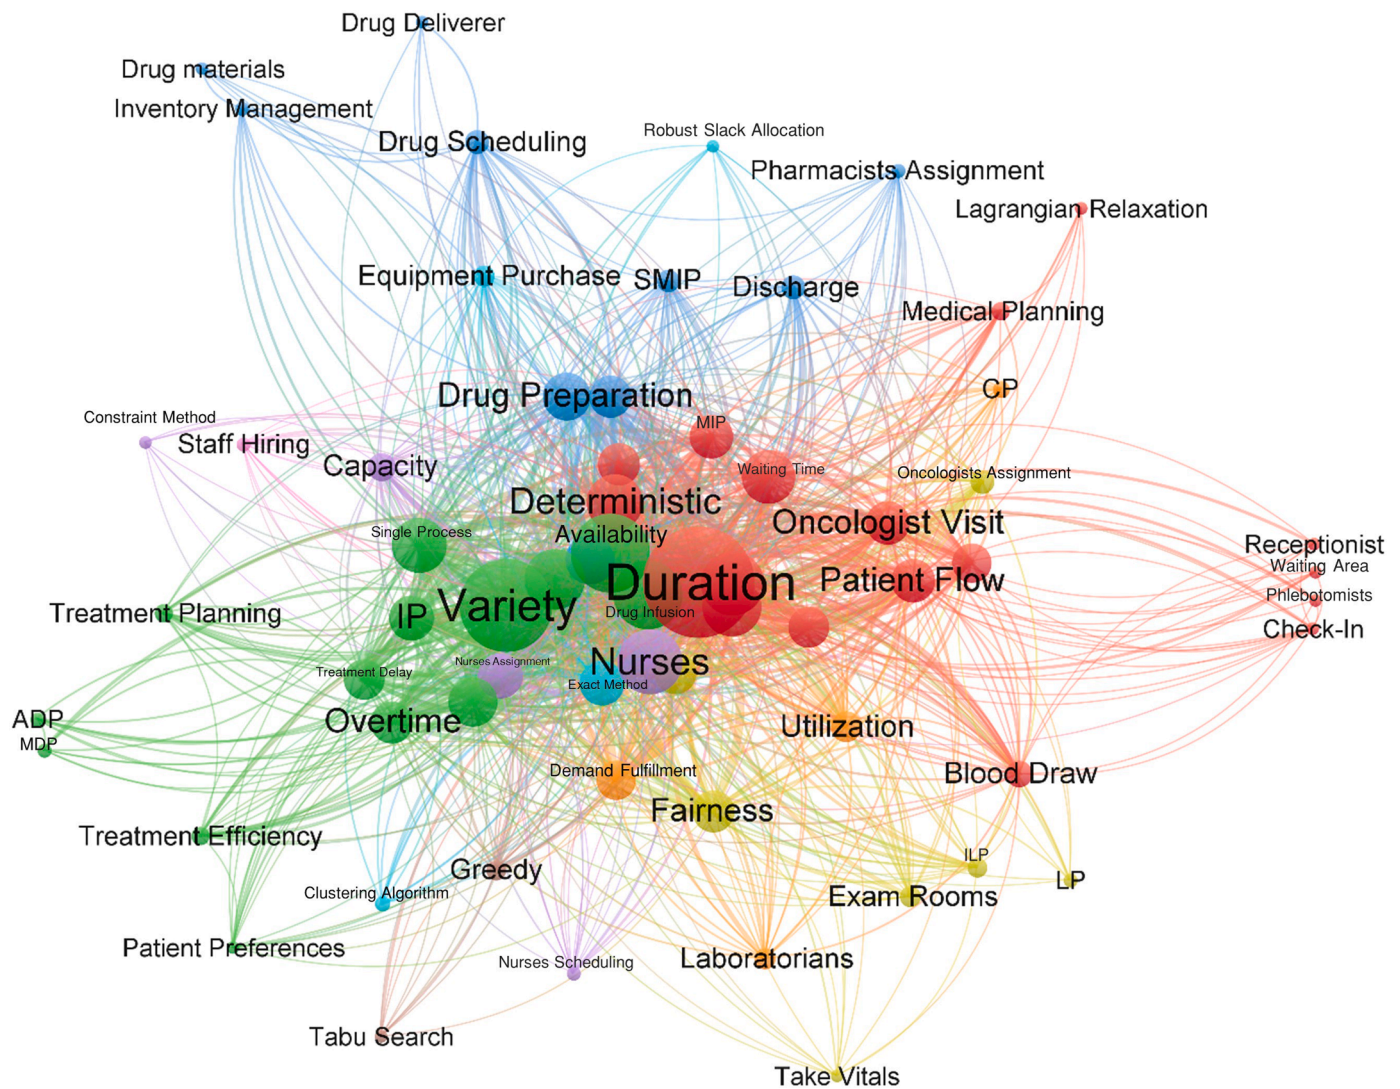 Drug Deliverer
Drug materials
Inventory Management
Robust Slack Allocation
Drug Scheduling
Pharmacists Assignment
Lagrangian Relaxation
Equipment Purchase
SMIP
Discharge
Medical Planning
CP
Drug Preparation
Constraint Method
MIP
Staff Hiring
Capacity
Waiting Time
Oncologists Assignment
Deterministic
Oncologist Visit
Single Process
Availability
Receptionist
Waiting Area
Duration
Patient Flow
Phlebotomists
Variety
Drug Infusion
Treatment Planning
IP
Check-In
Nurses
Nurses Assignment
Treatment Delay
Exact Method
ADP
Overtime
Utilization
MDP
Demand Fulfillment
Blood Draw
Fairness
Treatment Efficiency
ILP
Greedy
LP
Clustering Algorithm
Exam Rooms
Patient Preferences
Nurses Scheduling
Laboratorians
Tabu Search
Take Vitals